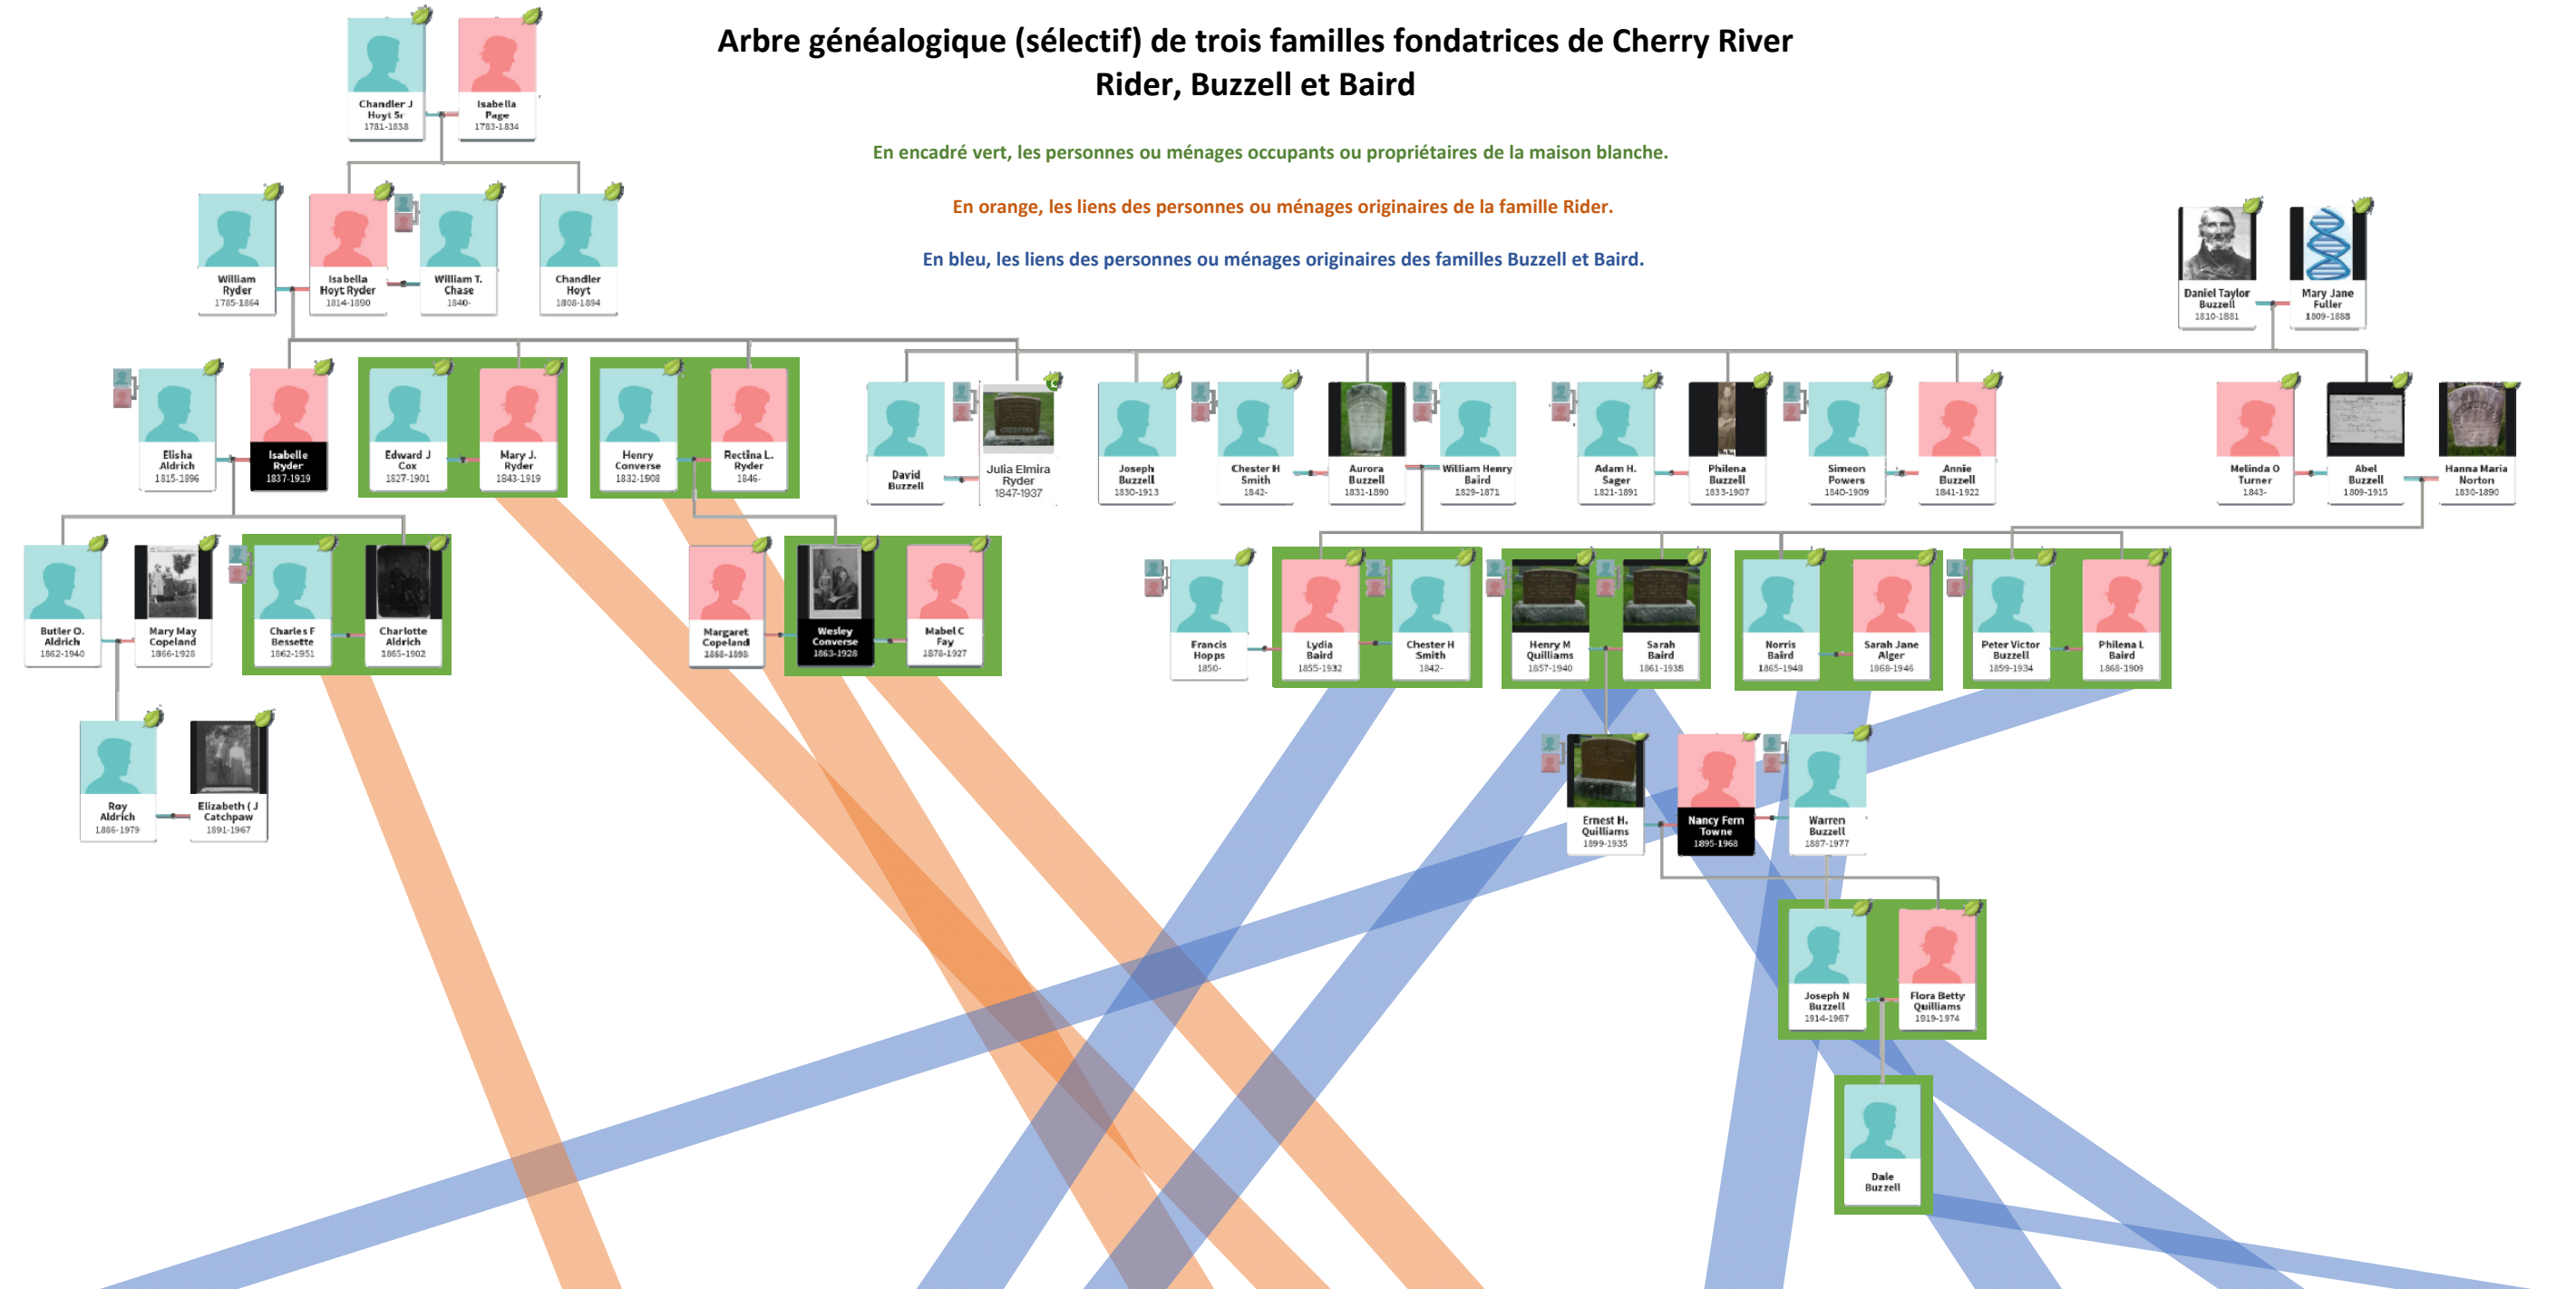 Arbre généalogique (sélectif) de trois familles fondatrices de Cherry River
Rider, Buzzell et Baird
En encadré vert, les personnes ou ménages occupants ou propriétaires de la maison blanche.
En orange, les liens des personnes ou ménages originaires de la famille Rider.
En bleu, les liens des personnes ou ménages originaires des familles Buzzell et Baird.
Chandler J
Hoyt Sr
1781-1838
Isabella
Page
1783-1834
William
Ryder
1785-1864
Isabella
Hoyt Ryder
1814-1890
William T.
Chase
1840-
Chandler
Hoyt
1808-1894
Daniel Taylor
Buzzell
1810-1881
Mary Jane
Fuller
1809-1888
Elisha
Aldrich
1815-1896
Isabelle
Ryder
1837-1919
Edward J
Cox
1827-1901
Mary J.
Ryder
1843-1919
Henry
Converse
1832-1908
Rectina L.
Ryder
1846-
David
Buzzell
Julia Elmira
Ryder
1847-1937
Joseph
Buzzell
1830-1913
Chester H
Smith
1842-
Aurora
Buzzell
1831-1890
William Henry
Baird
1829-1871
Adam H.
Sager
1821-1891
Philena
Buzzell
1833-1907
Simeon
Powers
1840-1909
Annie
Buzzell
1841-1922
Melinda O
Turner
1843-
Abel
Buzzell
1809-1915
Hanna Maria
Norton
1830-1890
Butler O.
Aldrich
1862-1940
Mary May
Copeland
1866-1928
Charles F
Bessette
1862-1951
Charlotte
Aldrich
1865-1902
Margaret
Copeland
1868-1898
Wesley
Converse
1863-1928
Mabel C
Fay
1878-1927
Francis
Hopps
1850-
Lydia
Baird
1855-1932
Chester H
Smith
1842-
Henry M
Quilliams
1857-1940
Sarah
Baird
1861-1938
Norris
Baird
1865-1948
Sarah Jane
Alger
1868-1946
Peter Victor
Buzzell
1859-1934
Philena L
Baird
1868-1909
Roy
Aldrich
1886-1979
Elizabeth ( J
Catchpaw
1891-1967
Ernest H.
Quilliams
1899-1935
Nancy Fern
Towne
1895-1968
Warren
Buzzell
1887-1977
Joseph N
Buzzell
1914-1967
Flora Betty
Quilliams
1919-1974
Dale
Buzzell